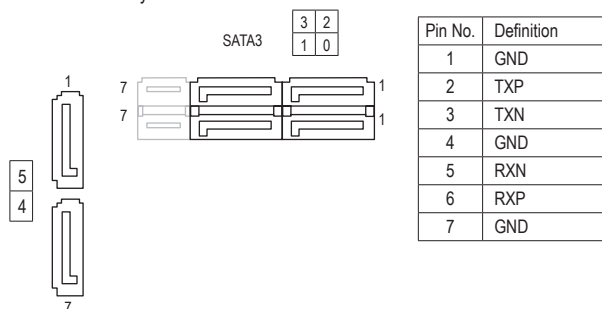 SATA3
3 2
1 0
7 1
7 1
1
5
4
7
Pin No. Definition
1 GND
2 TXP
3 TXN
4 GND
5 RXN
6 RXP
7 GND